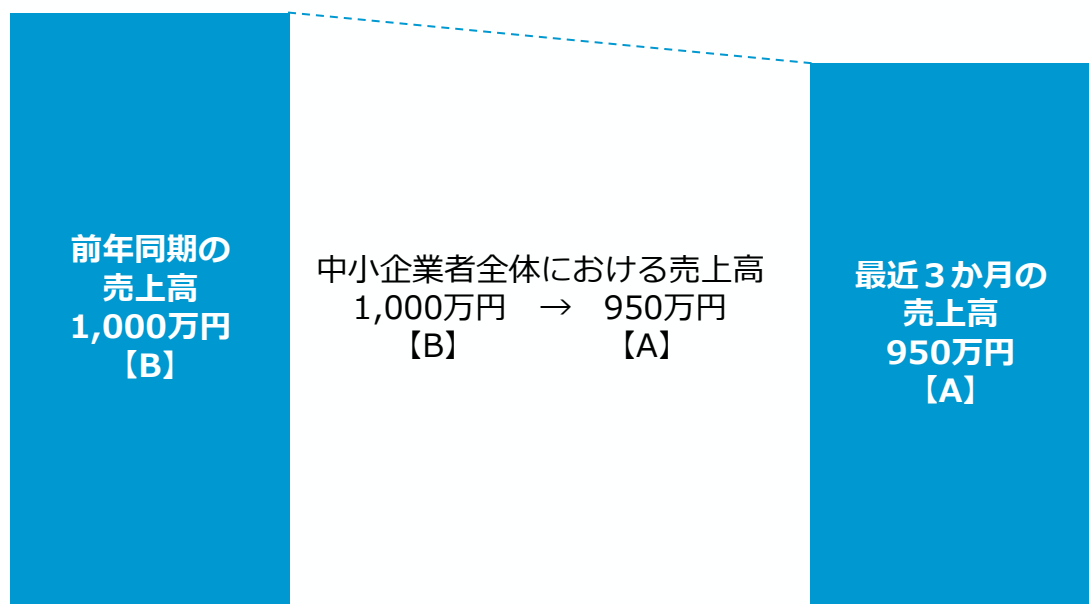 前年同期の
売上高
1,000万円
【B】
中小企業者全体における売上高
1,000万円　→　950万円
【B】　【A】
最近３か月の
売上高
950万円
【A】